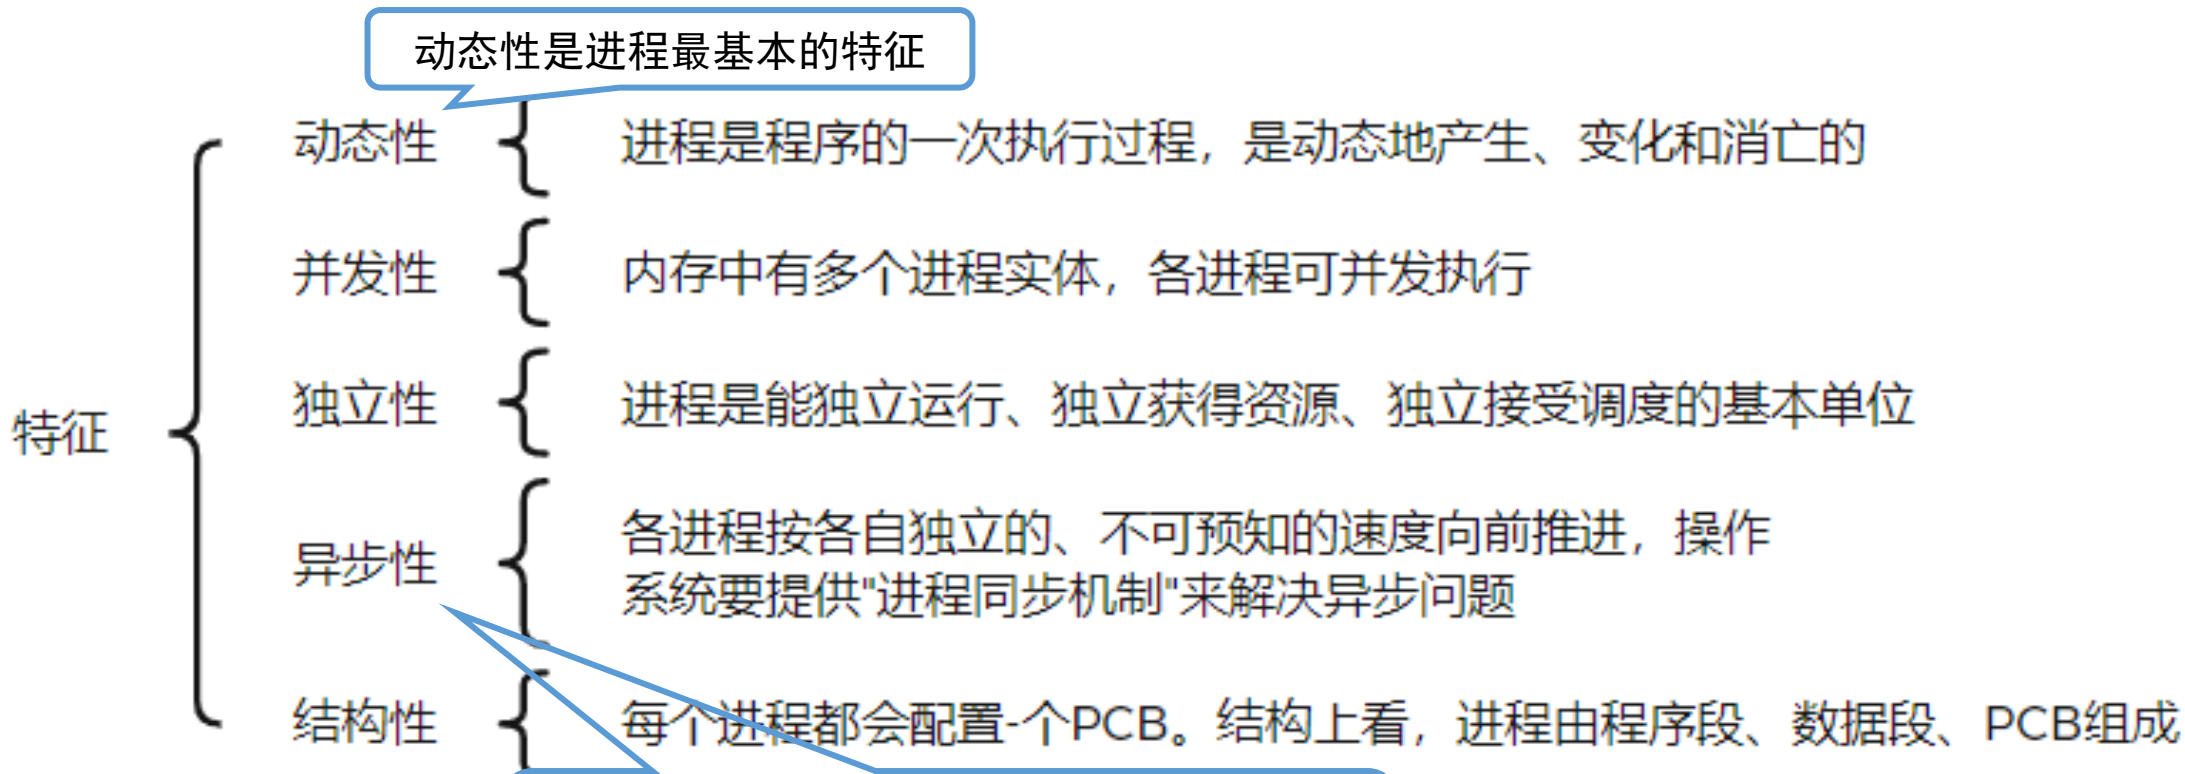 动态性是进程最基本的特征
动态性 进程是程序的一次执行过程，是动态地产生、变化和消亡的
并发性 内存中有多个进程实体，各进程可并发执行
特征
独立性 进程是能独立运行、独立获得资源、独立接受调度的基本单位
异步性 各进程按各自独立的、不可预知的速度向前推进，操作
系统要提供"进程同步机制"来解决异步问题
结构性 每个进程都会配置-个PCB。结构上看，进程由程序段、数据段、PCB组成